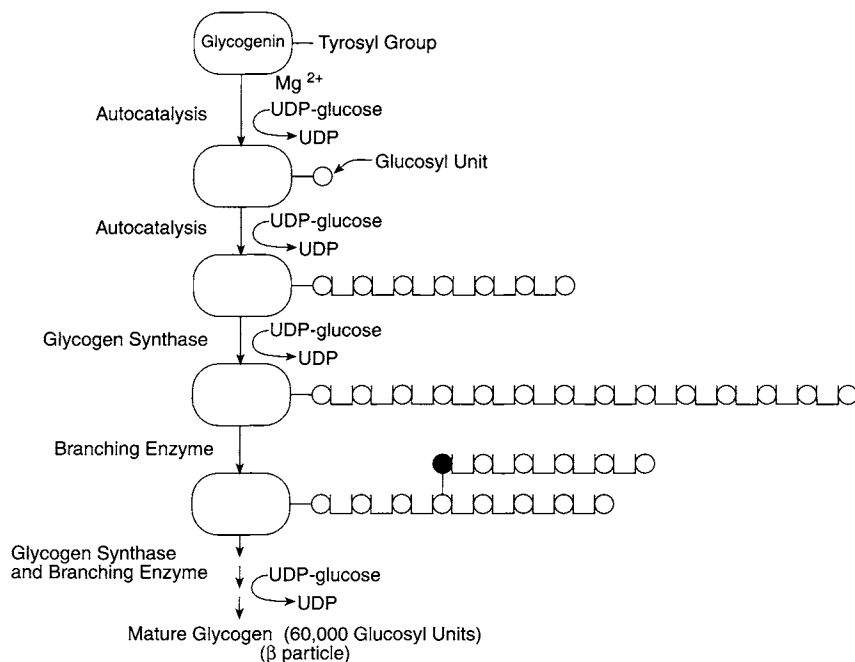 Glycogenin
Tyrosyl Group
Mg 2+
Autocatalysis
UDP-glucose
UDP
Glucosyl Unit
Autocatalysis
UDP-glucose
UDP
Glycogen Synthase
UDP-glucose
UDP
Branching Enzyme
Glycogen Synthase
and Branching Enzyme
UDP-glucose
UDP
Mature Glycogen (60,000 Glucosyl Units)
(β particle)